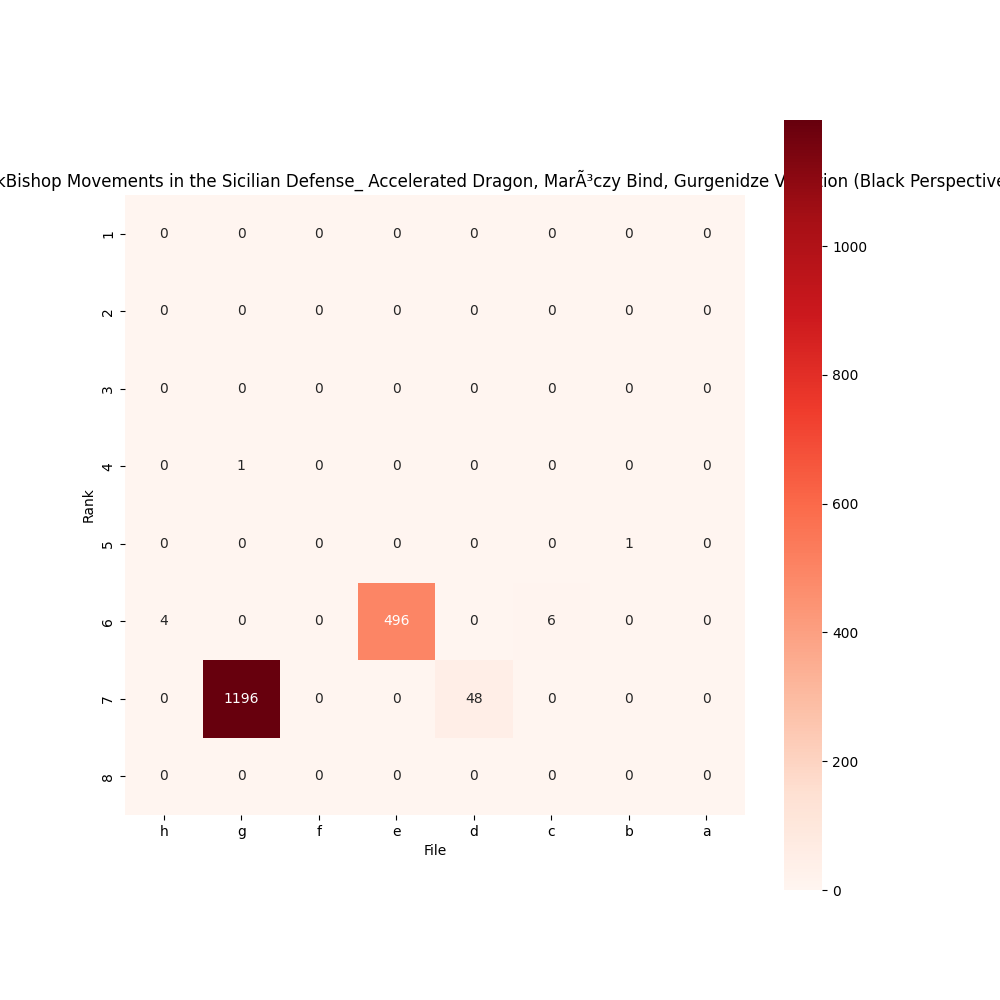 kBishop Movements in the Sicilian Defense_ Accelerated Dragon, MarÃ³czy Bind, Gurgenidze Variation (Black Perspective
1 0 0 0 0 0 0 0 0
2 0 0 0 0 0 0 0 0
3 0 0 0 0 0 0 0 0
4 0 1 0 0 0 0 0 0
5 0 0 0 0 0 0 1 0
6 4 0 0 496 0 6 0 0
7 0 1196 0 0 48 0 0 0
8 0 0 0 0 0 0 0 0
h g f e d c b a
File
Rank
1000
800
600
400
200
0